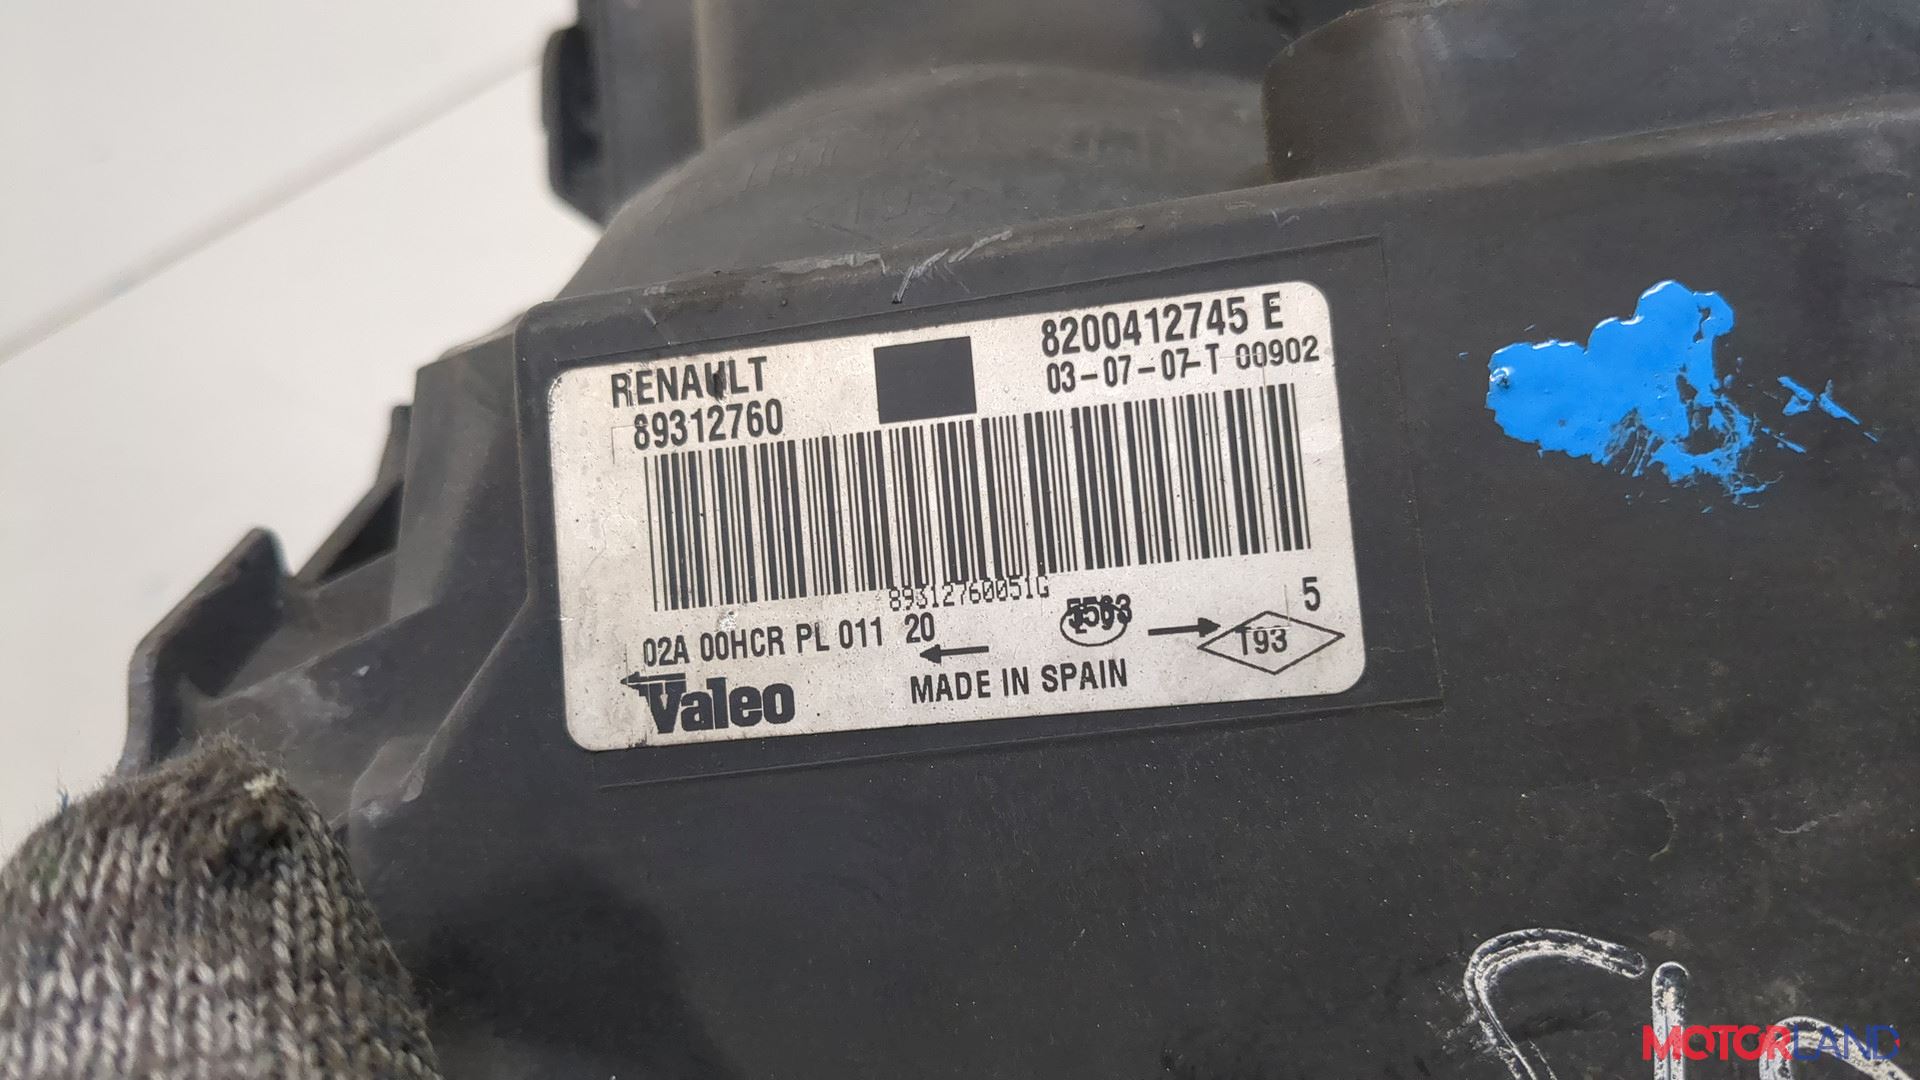 RENAULT
89312760
8200412745 E
03-07-07-T 00902
89312760051G
02A 00HCR PL 011 20
5
T93
Valeo
MADE IN SPAIN
MOTORLAND